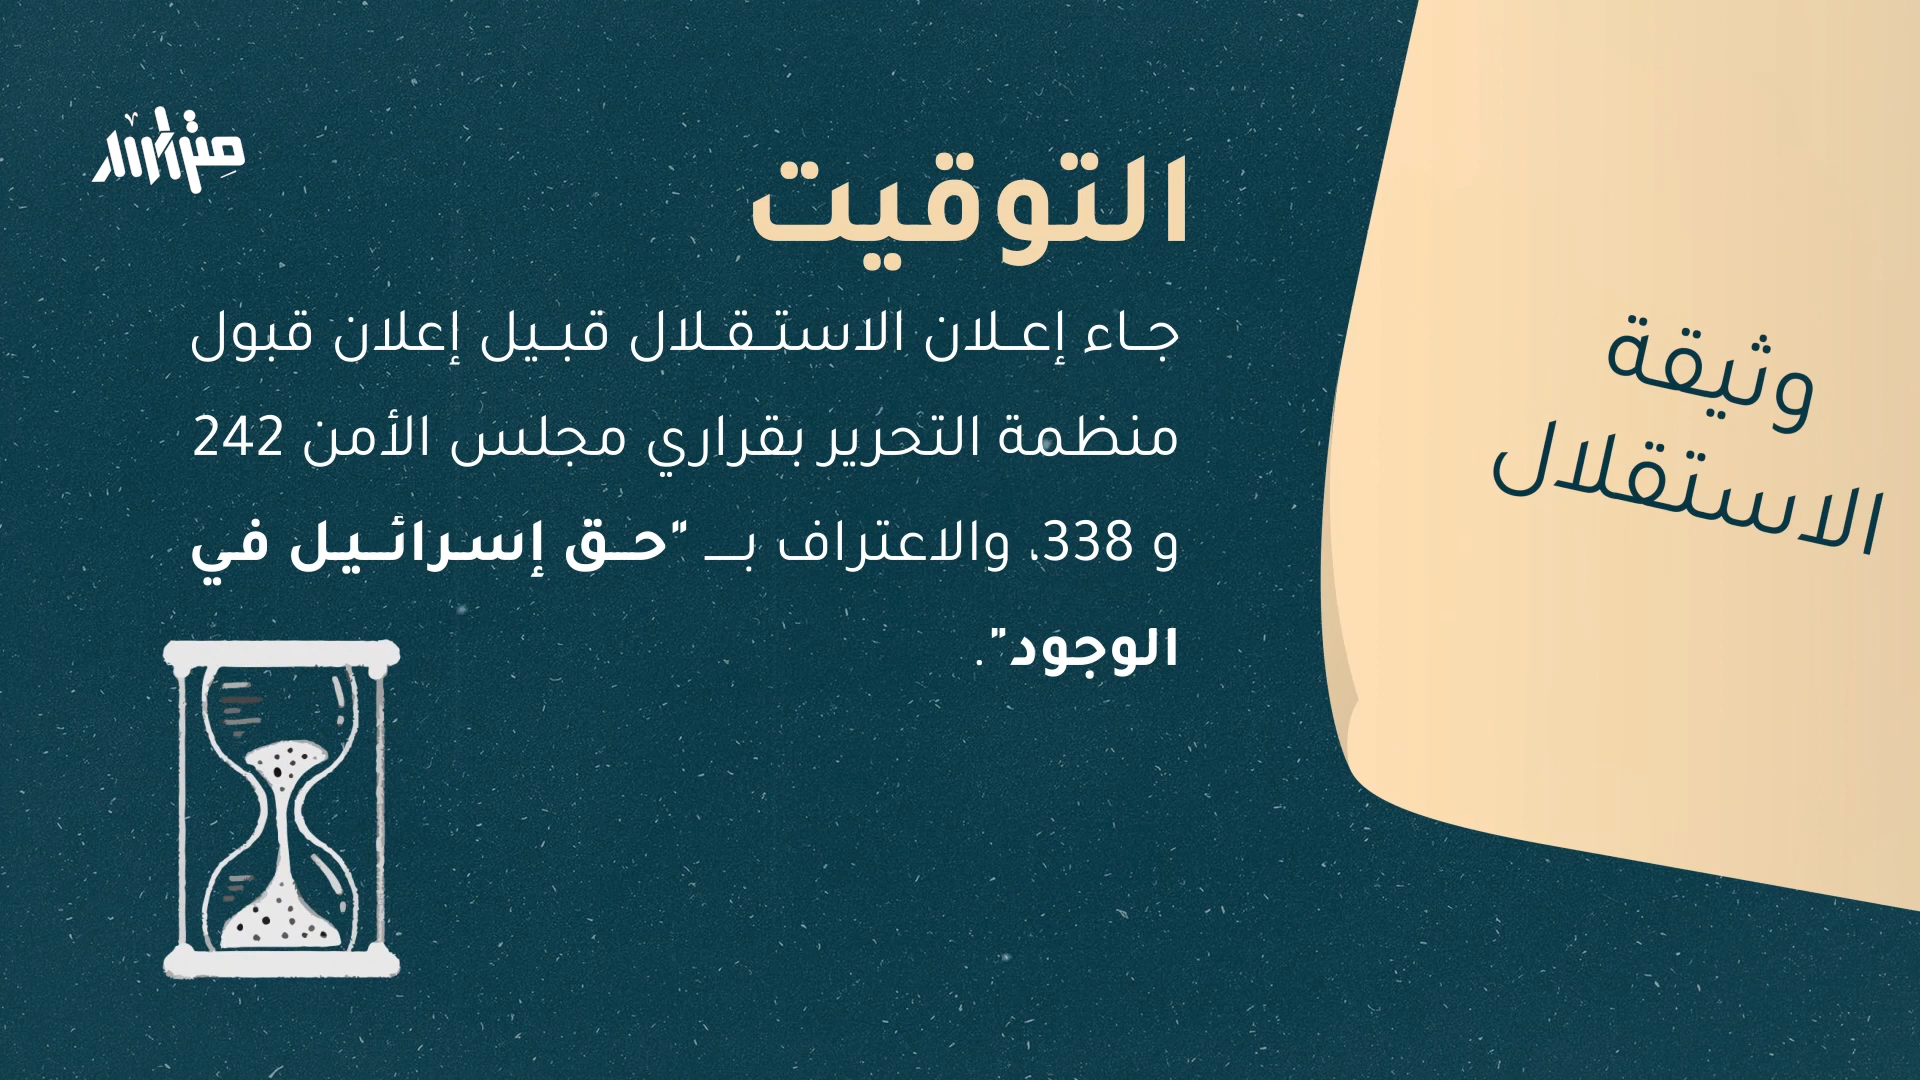 متراس
التوقيت
جاء إعلان الاستقلال قبيل إعلان قبول
منظمة التحرير بقراري مجلس الأمن 242
و 338، والاعتراف بـ "حق إسرائيل في
الوجود".
وثيقة
الاستقلال